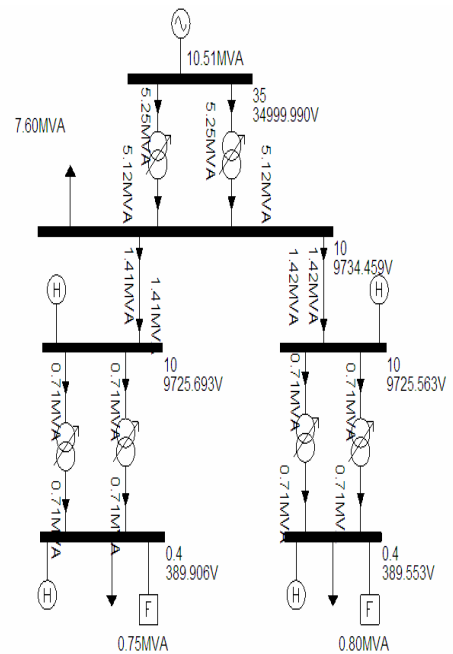 10.51MVA
35
34999.990V
5.25MVA
5.25MVA
7.60MVA
5.12MVA
5.12MVA
10
9734.459V
1.41MVA
1.41MVA
1.42MVA
1.42MVA
H
H
10
9725.693V
10
9725.563V
0.71MVA
0.71MVA
0.71MVA
0.71MVA
0.71MVA
0.71MVA
0.71MVA
0.71MV
0.4
389.906V
0.4
389.553V
H
F
H
F
0.75MVA
0.80MVA